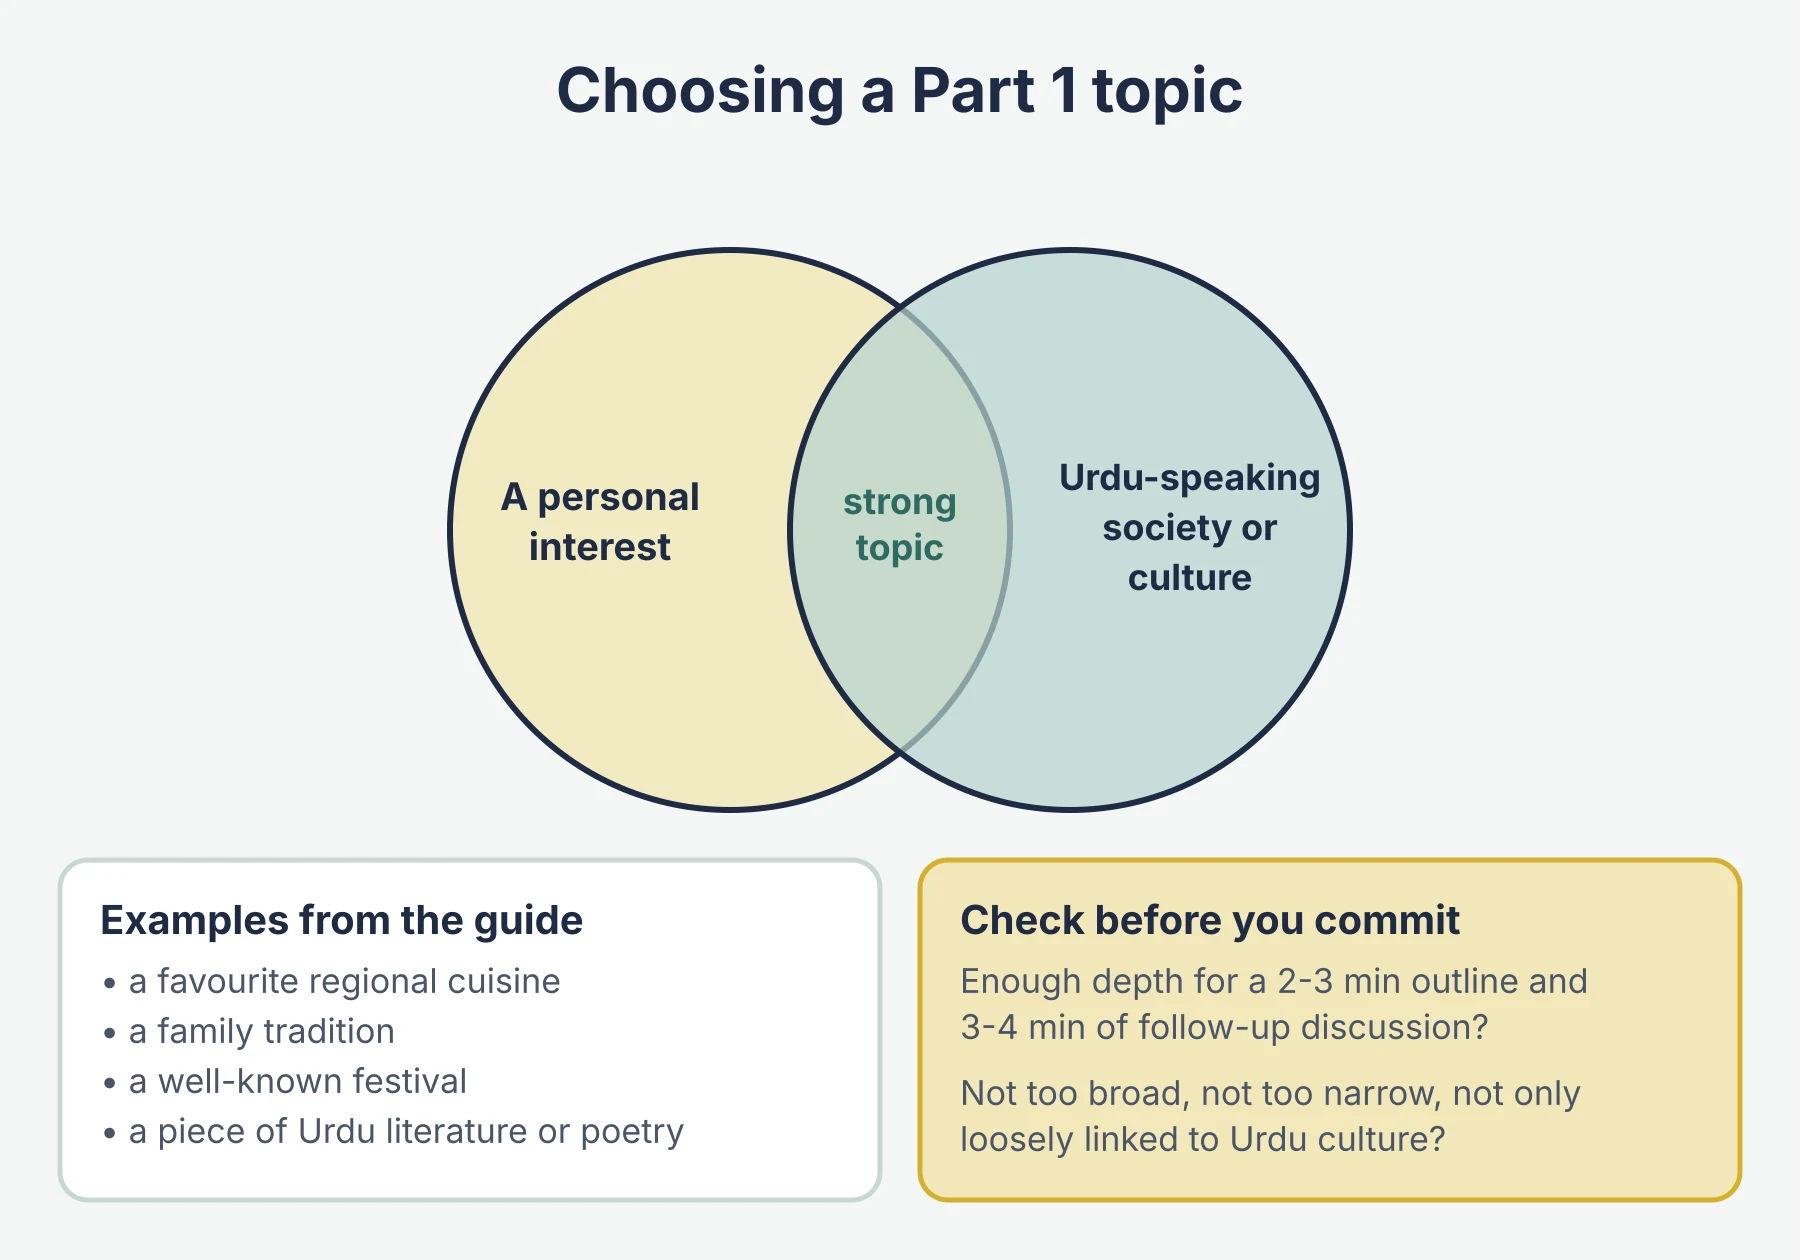 Choosing a Part 1 topic
A personal
interest
strong
topic
Urdu-speaking
society or
culture
Examples from the guide
• a favourite regional cuisine
• a family tradition
• a well-known festival
• a piece of Urdu literature or poetry
Check before you commit
Enough depth for a 2-3 min outline and
3-4 min of follow-up discussion?
Not too broad, not too narrow, not only
loosely linked to Urdu culture?